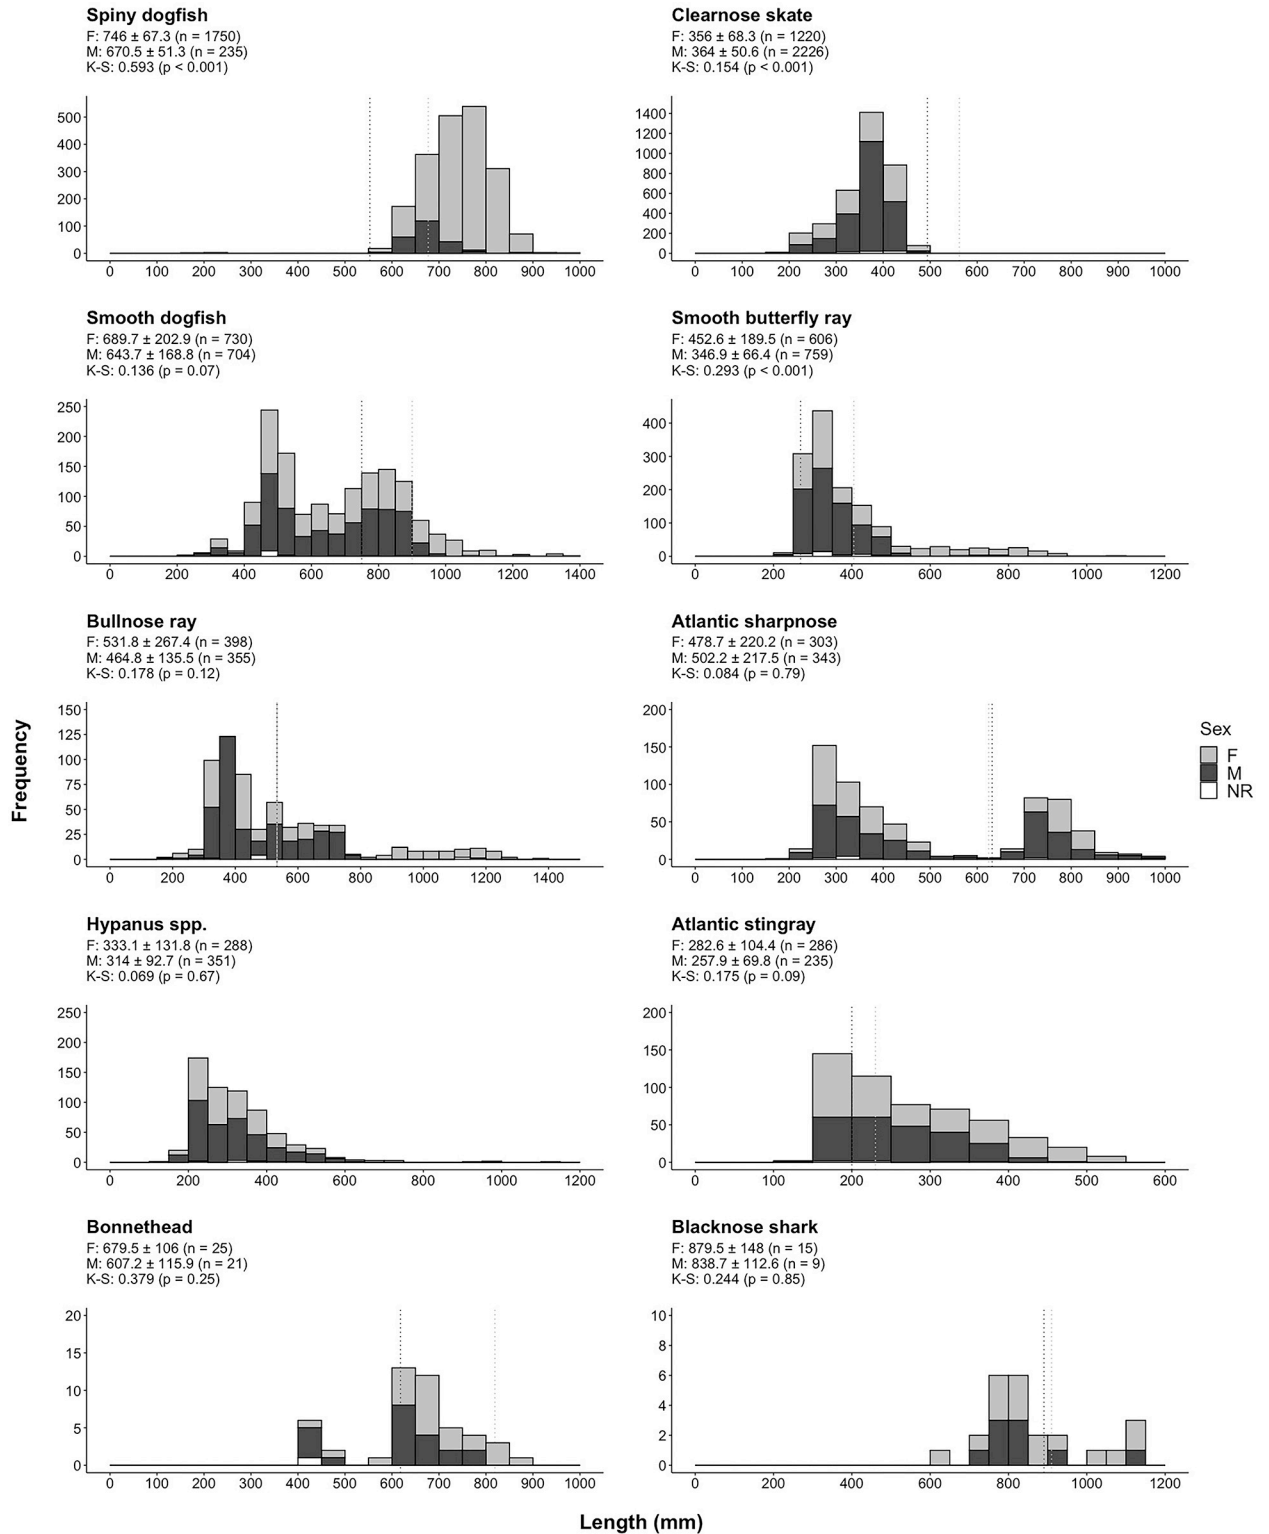 Spiny dogfish
F: 746 ± 67.3 (n = 1750)
M: 670.5 ± 51.3 (n = 235)
K-S: 0.593 (p < 0.001)
500
400
300
200
100
0
0 100 200 300 400 500 600 700 800 900 1000
Clearnose skate
F: 356 ± 68.3 (n = 1220)
M: 364 ± 50.6 (n = 2226)
K-S: 0.154 (p < 0.001)
1400
1200
1000
800
600
400
200
0
0 100 200 300 400 500 600 700 800 900 1000
Smooth dogfish
F: 689.7 ± 202.9 (n = 730)
M: 643.7 ± 168.8 (n = 704)
K-S: 0.136 (p = 0.07)
250
200
150
100
50
0
0 200 400 600 800 1000 1200 1400
Smooth butterfly ray
F: 452.6 ± 189.5 (n = 606)
M: 346.9 ± 66.4 (n = 759)
K-S: 0.293 (p < 0.001)
400
300
200
100
0
0 200 400 600 800 1000 1200
Bullnose ray
F: 531.8 ± 267.4 (n = 398)
M: 464.8 ± 135.5 (n = 355)
K-S: 0.178 (p = 0.12)
150
125
100
75
50
25
0
0 200 400 600 800 1000 1200 1400
Atlantic sharpnose
F: 478.7 ± 220.2 (n = 303)
M: 502.2 ± 217.5 (n = 343)
K-S: 0.084 (p = 0.79)
200
150
100
50
0
0 100 200 300 400 500 600 700 800 900 1000
Hypanus spp.
F: 333.1 ± 131.8 (n = 288)
M: 314 ± 92.7 (n = 351)
K-S: 0.069 (p = 0.67)
250
200
150
100
50
0
0 200 400 600 800 1000 1200
Atlantic stingray
F: 282.6 ± 104.4 (n = 286)
M: 257.9 ± 69.8 (n = 235)
K-S: 0.175 (p = 0.09)
200
150
100
50
0
0 100 200 300 400 500 600
Bonnethead
F: 679.5 ± 106 (n = 25)
M: 607.2 ± 115.9 (n = 21)
K-S: 0.379 (p = 0.25)
20
15
10
5
0
0 100 200 300 400 500 600 700 800 900 1000
Blacknose shark
F: 879.5 ± 148 (n = 15)
M: 838.7 ± 112.6 (n = 9)
K-S: 0.244 (p = 0.85)
10
8
6
4
2
0
0 200 400 600 800 1000 1200
Frequency
Length (mm)
Sex
F
M
NR